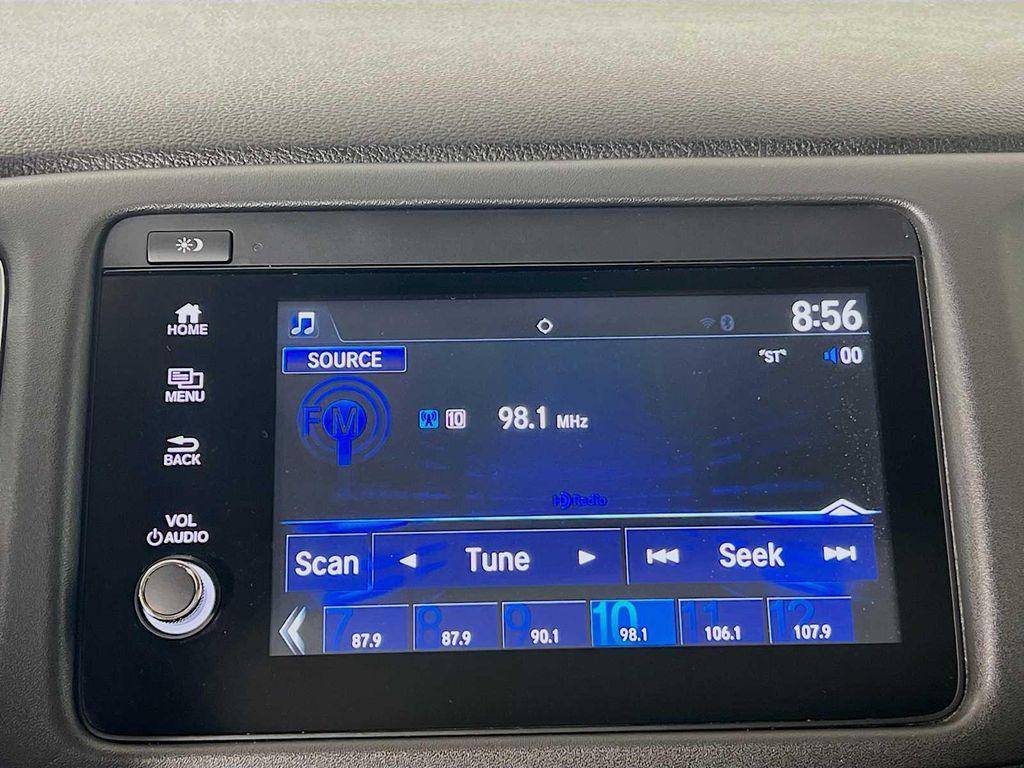 HOME
MENU
BACK
VOL
AUDIO
8:56
SOURCE
"ST"
00
FM
10
98.1 MHz
HD Radio
Scan
Tune
Seek
7 87.9
8 87.9
9 90.1
10 98.1
11 106.1
12 107.9